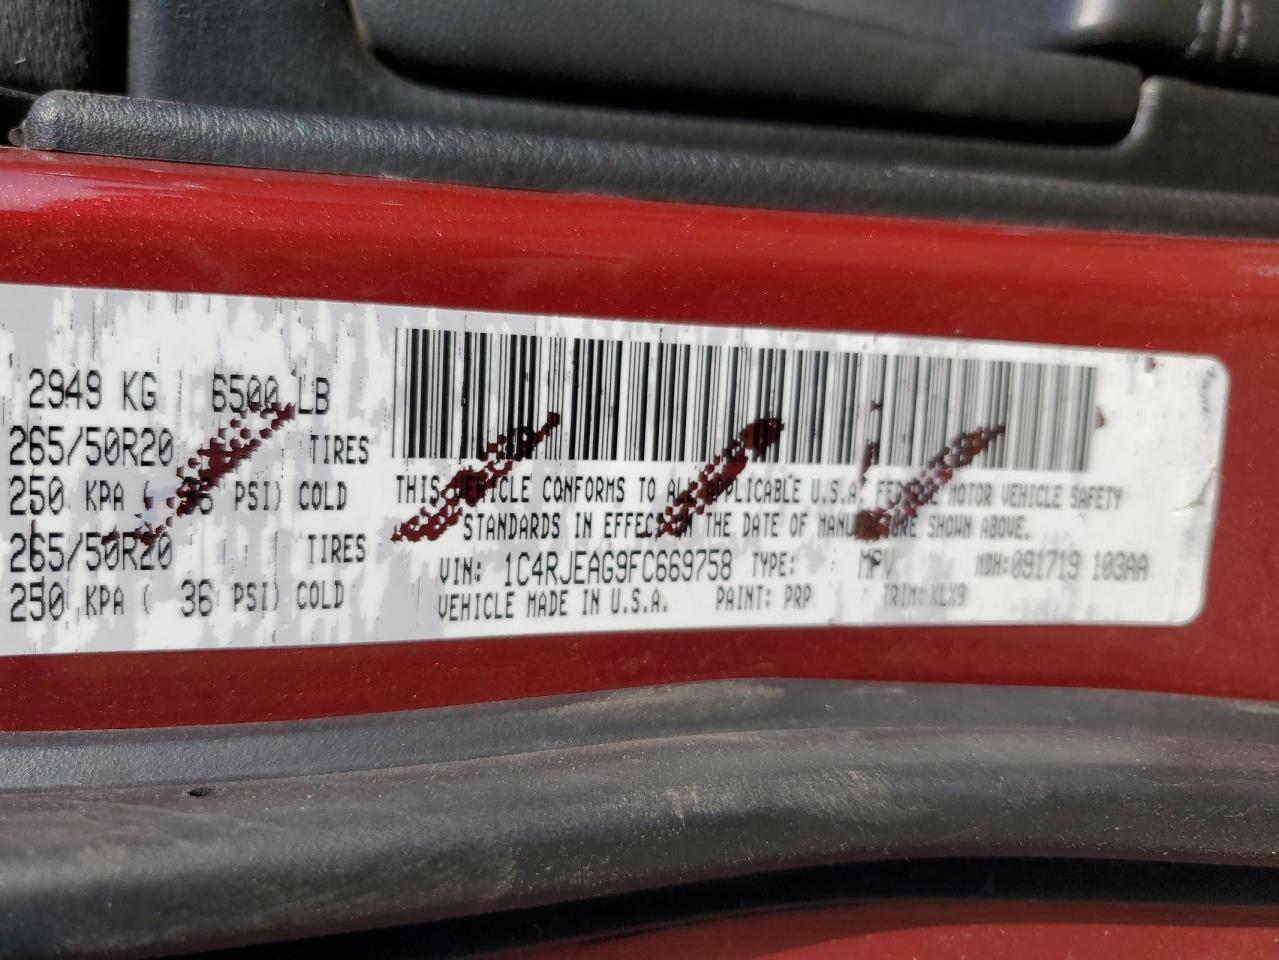 2949 KG 6500 LB
265/50R20 TIRES
250 KPA ( 36 PSI) COLD
265/50R20 TIRES
250 KPA ( 36 PSI) COLD
THIS VEHICLE CONFORMS TO ALL APPLICABLE U.S.A. FEDERAL MOTOR VEHICLE SAFETY
STANDARDS IN EFFECT ON THE DATE OF MANUFACTURE SHOWN ABOVE.
VIN: 1C4RJEAG9FC669758 TYPE: MPV MDH:091719 103AA
VEHICLE MADE IN U.S.A. PAINT: PRP TRIM: KLX9